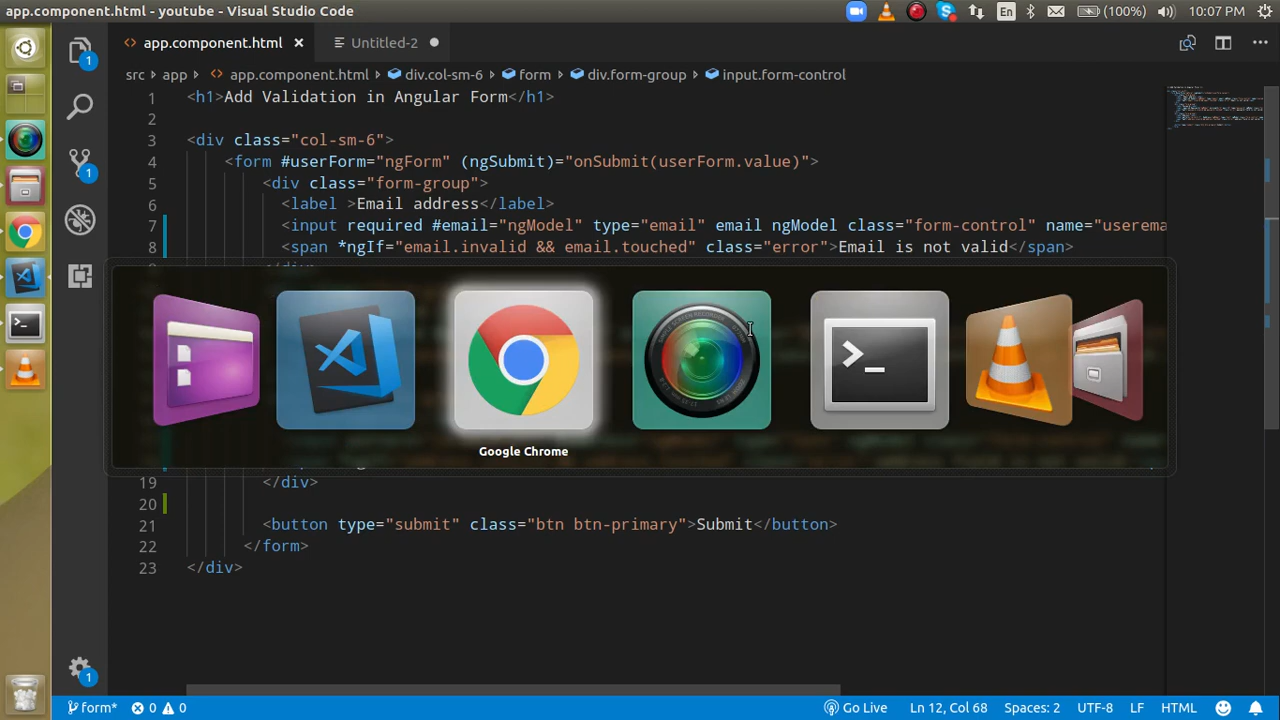 app.component.html - youtube - Visual Studio Code
En
(100%)
10:07 PM
1
app.component.html
Untitled-2
src
app
app.component.html
div.col-sm-6
form
div.form-group
input.form-control
1 <h1>Add Validation in Angular Form</h1>
2
3 <div class="col-sm-6">
4 <form #userForm="ngForm" (ngSubmit)="onSubmit(userForm.value)">
5 <div class="form-group">
6 <label >Email address</label>
7 <input required #email="ngModel" type="email" email ngModel class="form-control" name="userema
8 <span *ngIf="email.invalid && email.touched" class="error">Email is not valid</span>
1
Google Chrome
19 </div>
20
21 <button type="submit" class="btn btn-primary">Submit</button>
22 </form>
23 </div>
1
form*
0
0
Go Live
Ln 12, Col 68
Spaces: 2
UTF-8
LF
HTML